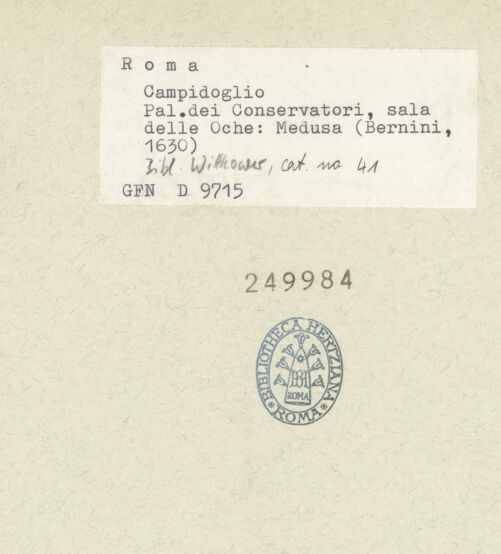 Roma
Campidoglio
Pal.dei Conservatori, sala
delle Oche: Medusa (Bernini,
1630)
Bibl. Wittkower, cat. no 41
GFN D 9715
249984
BIBLIOTHECA HERTZIANA
BH
ROMA
ROMA